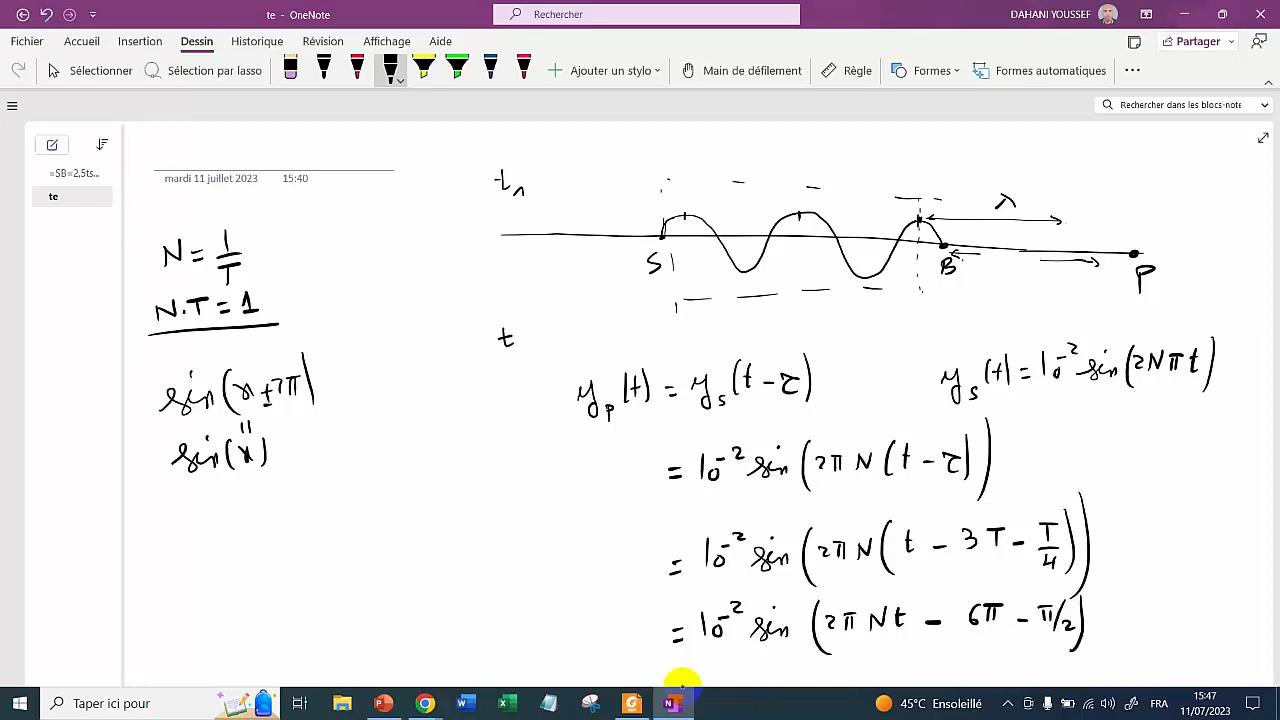 te - OneNote
Rechercher
DAHANI YOUSSEF
Fichier Accueil Insertion Dessin Historique Révision Affichage Aide
Partager
Sélectionner Sélection par lasso Ajouter un stylo Main de défilement Règle Formes Formes automatiques
Rechercher dans les blocs-note
=SB=2,5ts...
te
mardi 11 juillet 2023 15:40
t₁
λ
S B P
N = 1/T
N.T = 1
sin(x ± 2π)
"
sin(x)
t
y_P(t) = y_s(t - τ)
y_s(t) = 10⁻² sin(2Nπt)
= 10⁻² sin(2π N (t - τ))
= 10⁻² sin(2π N (t - 3T - T/4))
= 10⁻² sin(2π Nt - 6π - π/2)
Taper ici pour
45°C Ensoleillé
FRA
15:47
11/07/2023